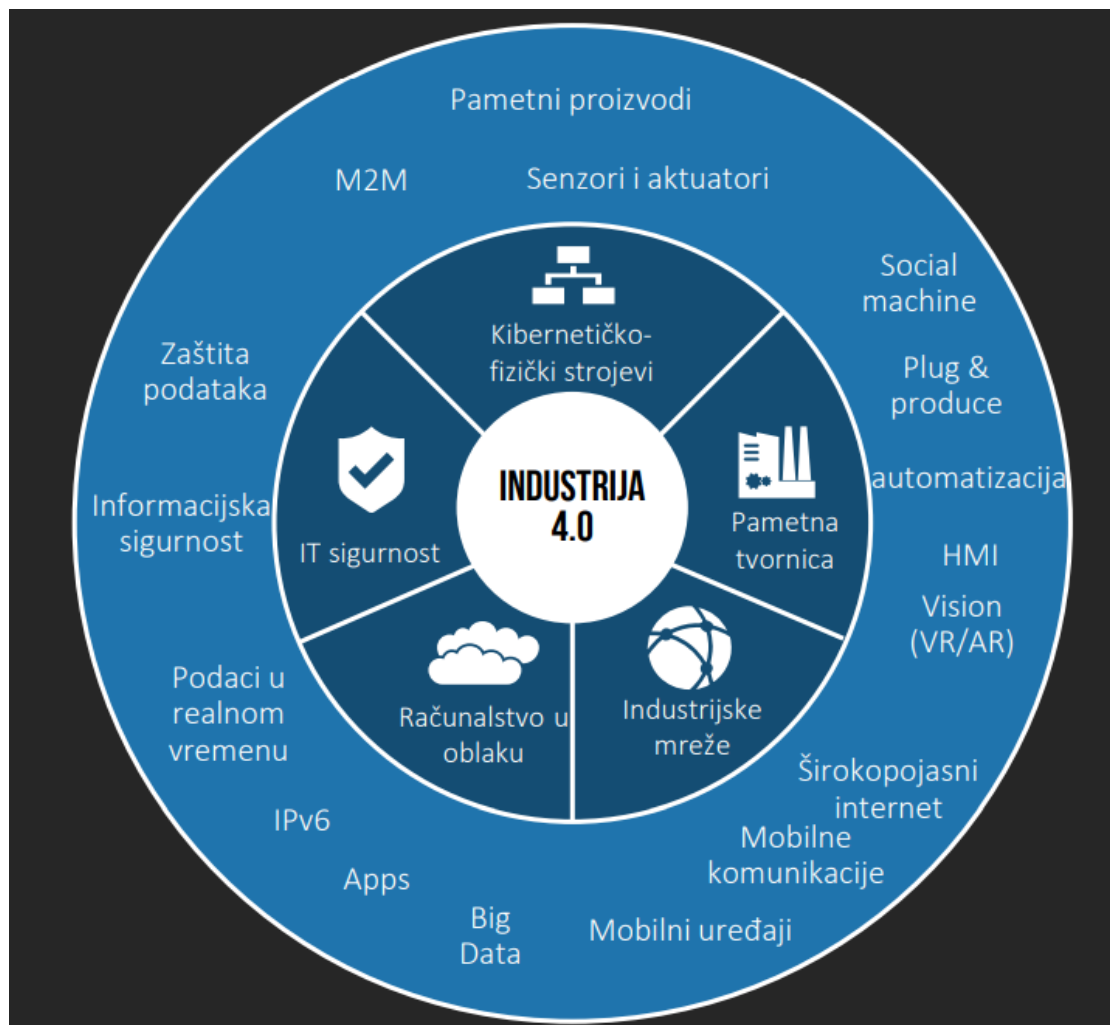 Pametni proizvodi
M2M
Senzori i aktuatori
Social
machine
Plug &
produce
automatizacija
HMI
Vision
(VR/AR)
Širokopojasni
internet
Mobilne
komunikacije
Mobilni uređaji
Big
Data
Apps
IPv6
Podaci u
realnom
vremenu
Informacijska
sigurnost
Zaštita
podataka
Kibernetičko-
fizički strojevi
Pametna
tvornica
Industrijske
mreže
Računalstvo u
oblaku
IT sigurnost
INDUSTRIJA
4.0